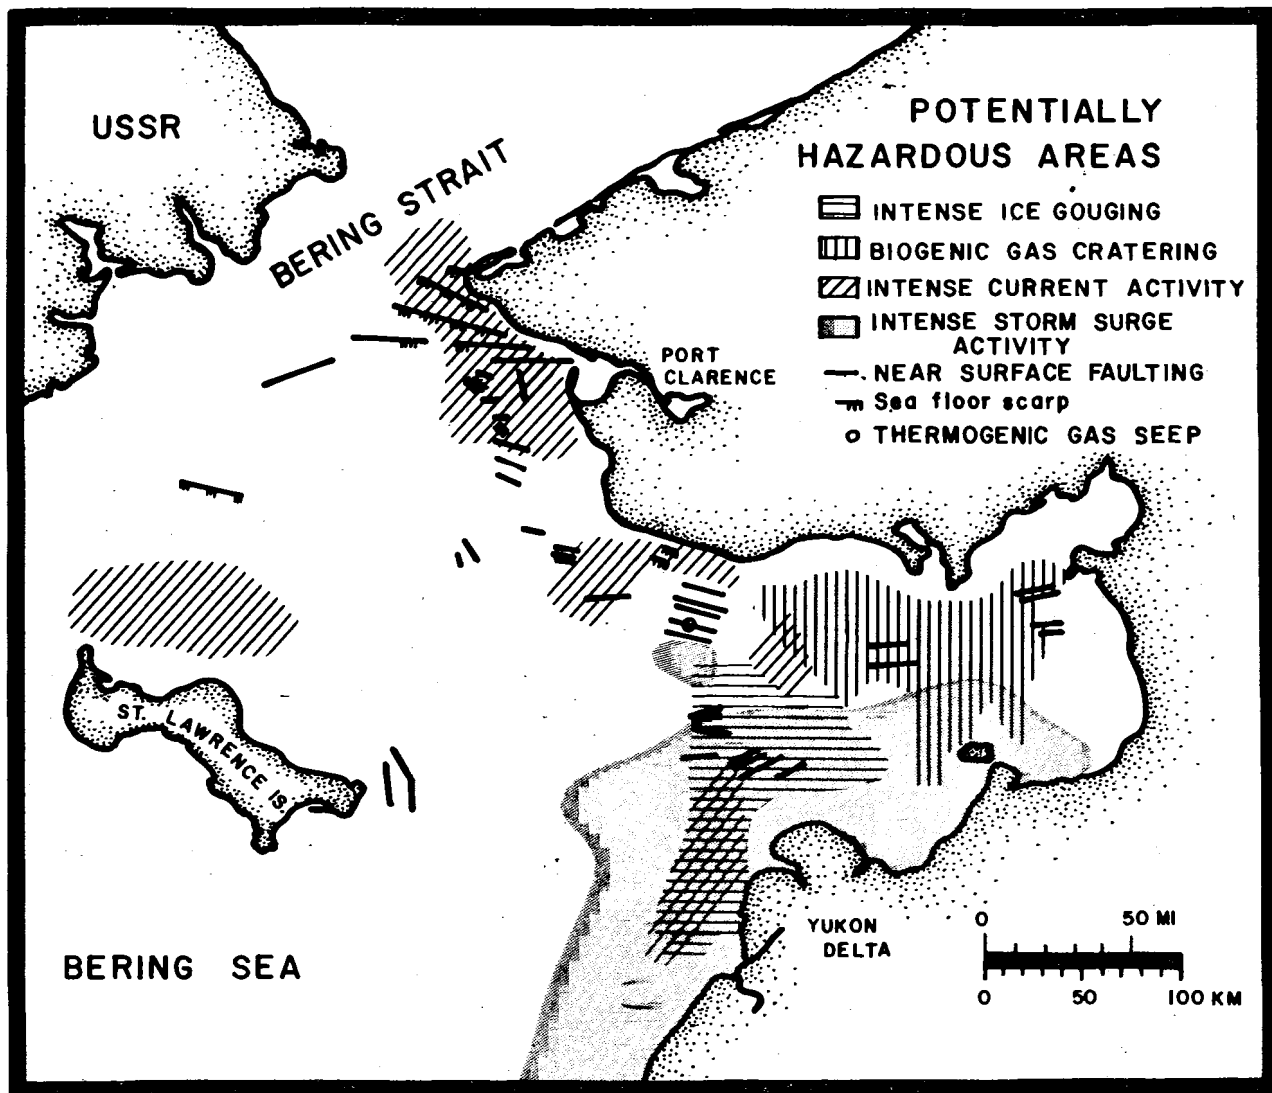 USSR
BERING STRAIT
POTENTIALLY
HAZARDOUS AREAS
INTENSE ICE GOUGING
BIOGENIC GAS CRATERING
INTENSE CURRENT ACTIVITY
INTENSE STORM SURGE
ACTIVITY
NEAR SURFACE FAULTING
Sea floor scarp
THERMOGENIC GAS SEEP
PORT
CLARENCE
ST. LAWRENCE IS.
YUKON
DELTA
BERING SEA
0 50 MI
0 50 100 KM